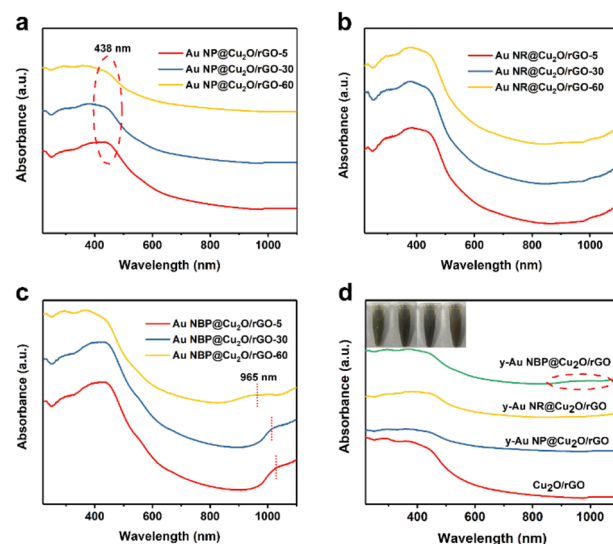 a
438 nm
Au NP@Cu₂O/rGO-5
Au NP@Cu₂O/rGO-30
Au NP@Cu₂O/rGO-60
Absorbance (a.u.)
400 600 800 1000
Wavelength (nm)
b
Au NR@Cu₂O/rGO-5
Au NR@Cu₂O/rGO-30
Au NR@Cu₂O/rGO-60
Absorbance (a.u.)
400 600 800 1000
Wavelength (nm)
c
Au NBP@Cu₂O/rGO-5
Au NBP@Cu₂O/rGO-30
Au NBP@Cu₂O/rGO-60
965 nm
Absorbance (a.u.)
400 600 800 1000
Wavelength (nm)
d
y-Au NBP@Cu₂O/rGO
y-Au NR@Cu₂O/rGO
y-Au NP@Cu₂O/rGO
Cu₂O/rGO
Absorbance (a.u.)
400 600 800 1000
Wavelength (nm)